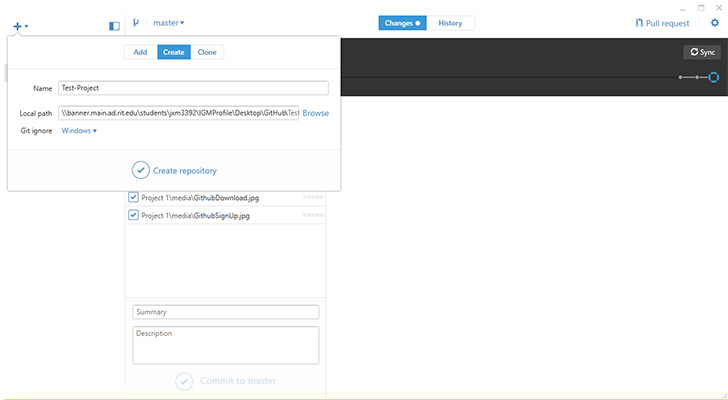 master
Changes
History
Pull request
Add
Create
Clone
Sync
Name
Test-Project
Local path
\\banner.main.ad.rit.edu\students\jxm3392\IGMProfile\Desktop\GitHub\Test
Browse
Git ignore
Windows
Create repository
Project 1\media\GithubDownload.jpg
Project 1\media\GithubSignUp.jpg
Summary
Description
Commit to master